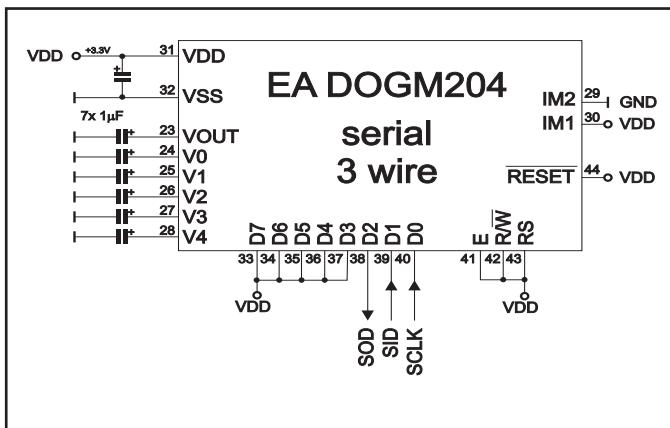 VDD +3.3V 31 VDD
32 VSS
7x 1µF
23 VOUT
24 V0
25 V1
26 V2
27 V3
28 V4
EA DOGM204
serial
3 wire
IM2 29 GND
IM1 30 VDD
RESET 44 VDD
D7 D6 D5 D4 D3 D2 D1 D0
33 34 35 36 37 38 39 40
VDD
SOD SID SCLK
E R/W RS
41 42 43
VDD